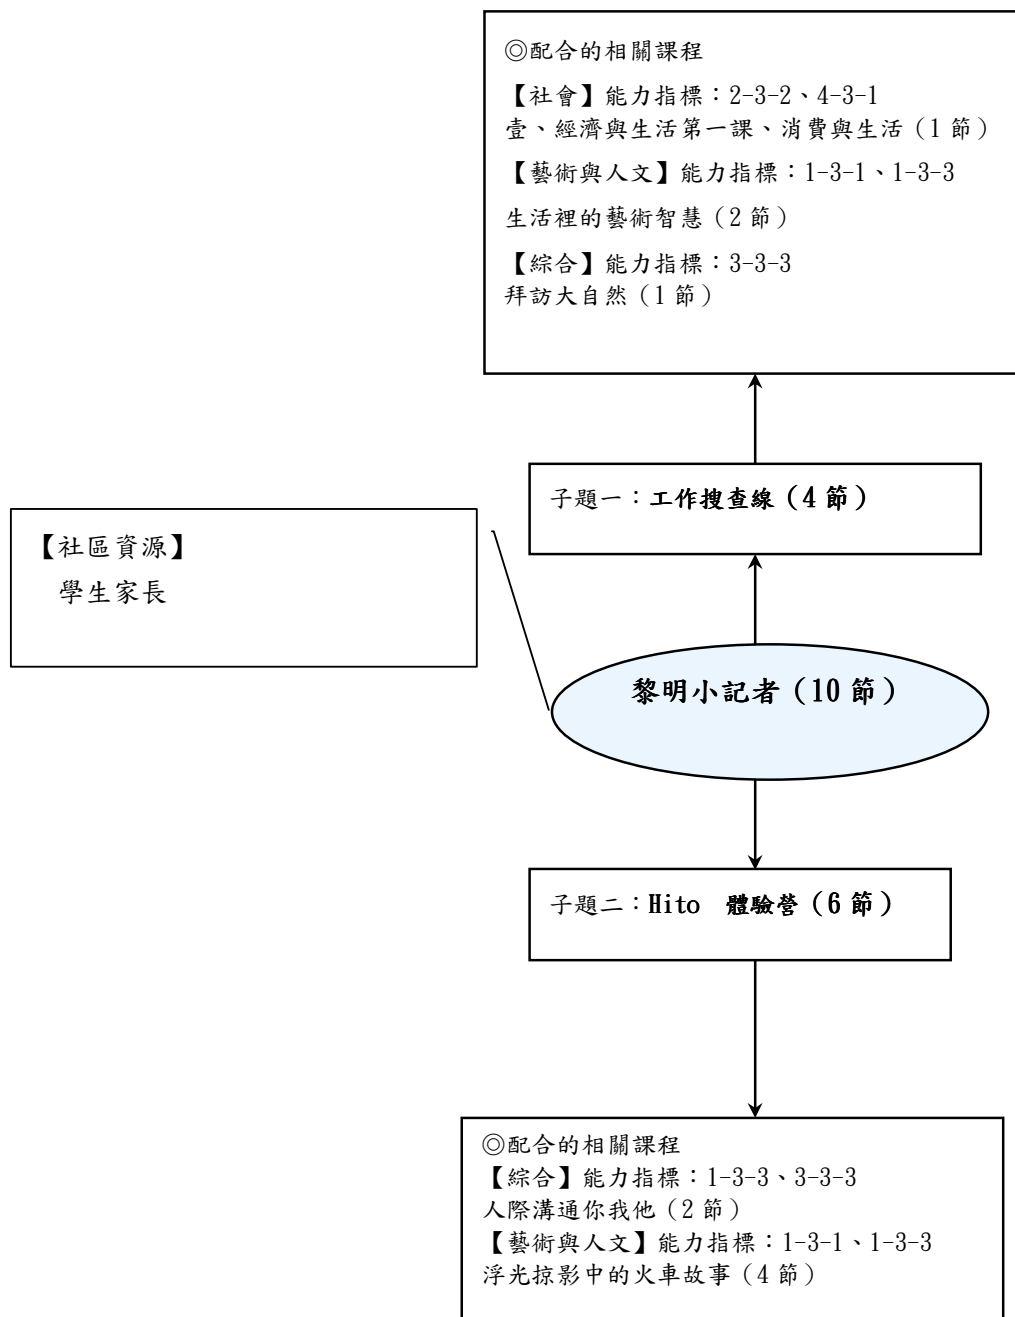 ◎配合的相關課程
【社會】能力指標：2-3-2、4-3-1
壹、經濟與生活第一課、消費與生活（1 節）
【藝術與人文】能力指標：1-3-1、1-3-3
生活裡的藝術智慧（2 節）
【綜合】能力指標：3-3-3
拜訪大自然（1 節）
子題一：工作搜查線（4 節）
【社區資源】
學生家長
黎明小記者（10 節）
子題二：Hito　體驗營（6 節）
◎配合的相關課程
【綜合】能力指標：1-3-3、3-3-3
人際溝通你我他（2 節）
【藝術與人文】能力指標：1-3-1、1-3-3
浮光掠影中的火車故事（4 節）